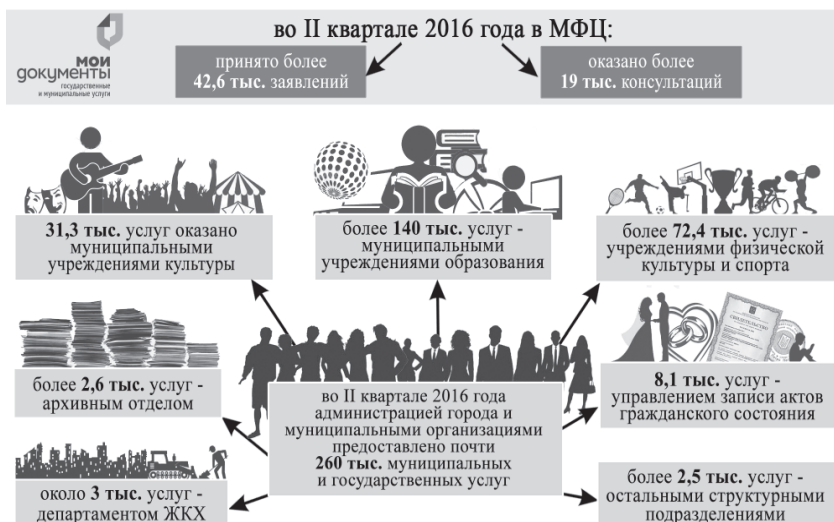 во II квартале 2016 года в МФЦ:
мои
документы
государственные
и муниципальные услуги
принято более
42,6 тыс. заявлений
оказано более
19 тыс. консультаций
31,3 тыс. услуг оказано
муниципальными
учреждениями культуры
более 140 тыс. услуг -
муниципальными
учреждениями образования
более 72,4 тыс. услуг -
учреждениями физической
культуры и спорта
более 2,6 тыс. услуг -
архивным отделом
во II квартале 2016 года
администрацией города и
муниципальными организациями
предоставлено почти
260 тыс. муниципальных
и государственных услуг
СВИДЕТЕЛЬСТВО
8,1 тыс. услуг -
управлением записи актов
гражданского состояния
около 3 тыс. услуг -
департаментом ЖКХ
более 2,5 тыс. услуг -
остальными структурными
подразделениями